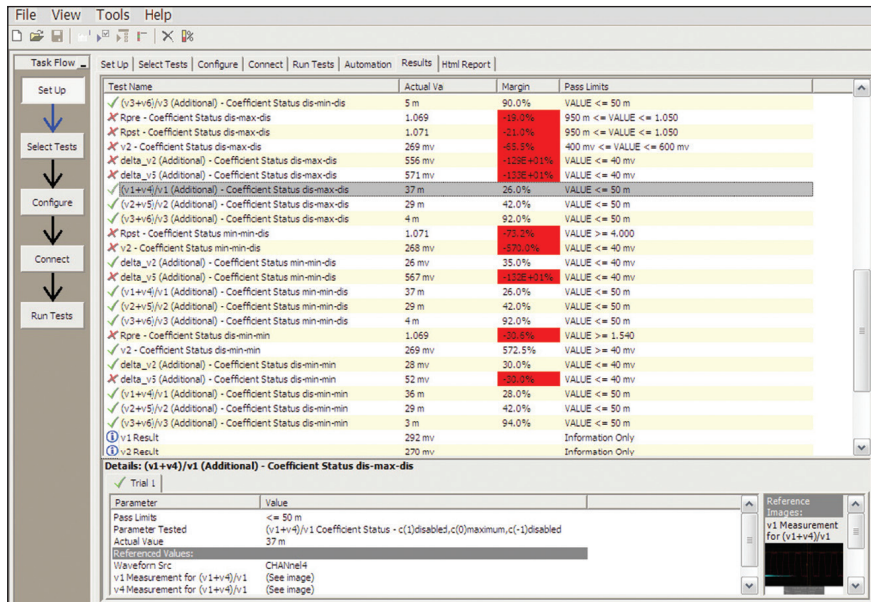 File View Tools Help
Task Flow
Set Up
Select Tests
Configure
Connect
Run Tests
Set Up | Select Tests | Configure | Connect | Run Tests | Automation | Results | Html Report |
Test Name Actual Va Margin Pass Limits
(v3+v6)/v3 (Additional) - Coefficient Status dis-min-dis 5 m 90.0% VALUE <= 50 m
Rpre - Coefficient Status dis-max-dis 1.069 -19.0% 950 m <= VALUE <= 1.050
Rpst - Coefficient Status dis-max-dis 1.071 -21.0% 950 m <= VALUE <= 1.050
v2 - Coefficient Status dis-max-dis 269 mv -65.5% 400 mv <= VALUE <= 600 mv
delta_v2 (Additional) - Coefficient Status dis-max-dis 556 mv -129E+01% VALUE <= 40 mv
delta_v5 (Additional) - Coefficient Status dis-max-dis 571 mv -133E+01% VALUE <= 40 mv
(v1+v4)/v1 (Additional) - Coefficient Status dis-max-dis 37 m 26.0% VALUE <= 50 m
(v2+v5)/v2 (Additional) - Coefficient Status dis-max-dis 29 m 42.0% VALUE <= 50 m
(v3+v6)/v3 (Additional) - Coefficient Status dis-max-dis 4 m 92.0% VALUE <= 50 m
Rpst - Coefficient Status min-min-dis 1.071 -73.2% VALUE >= 4.000
v2 - Coefficient Status min-min-dis 268 mv -570.0% VALUE <= 40 mv
delta_v2 (Additional) - Coefficient Status min-min-dis 26 mv 35.0% VALUE <= 40 mv
delta_v5 (Additional) - Coefficient Status min-min-dis 567 mv -132E+01% VALUE <= 40 mv
(v1+v4)/v1 (Additional) - Coefficient Status min-min-dis 37 m 26.0% VALUE <= 50 m
(v2+v5)/v2 (Additional) - Coefficient Status min-min-dis 29 m 42.0% VALUE <= 50 m
(v3+v6)/v3 (Additional) - Coefficient Status min-min-dis 4 m 92.0% VALUE <= 50 m
Rpre - Coefficient Status dis-min-min 1.069 -30.6% VALUE >= 1.540
v2 - Coefficient Status dis-min-min 269 mv 572.5% VALUE >= 40 mv
delta_v2 (Additional) - Coefficient Status dis-min-min 28 mv 30.0% VALUE <= 40 mv
delta_v5 (Additional) - Coefficient Status dis-min-min 52 mv -30.0% VALUE <= 40 mv
(v1+v4)/v1 (Additional) - Coefficient Status dis-min-min 36 m 28.0% VALUE <= 50 m
(v2+v5)/v2 (Additional) - Coefficient Status dis-min-min 29 m 42.0% VALUE <= 50 m
(v3+v6)/v3 (Additional) - Coefficient Status dis-min-min 3 m 94.0% VALUE <= 50 m
v1 Result 292 mv Information Only
v2 Result 270 mv Information Only
Details: (v1+v4)/v1 (Additional) - Coefficient Status dis-max-dis
Trial 1
Parameter Value
Pass Limits <= 50 m
Parameter Tested (v1+v4)/v1 Coefficient Status - c(1)disabled,c(0)maximum,c(-1)disabled
Actual Value 37 m
Referenced Values:
Waveform Src CHANnel4
v1 Measurement for (v1+v4)/v1 (See image)
v4 Measurement for (v1+v4)/v1 (See image)
Reference
Images:
v1 Measurement
for (v1+v4)/v1